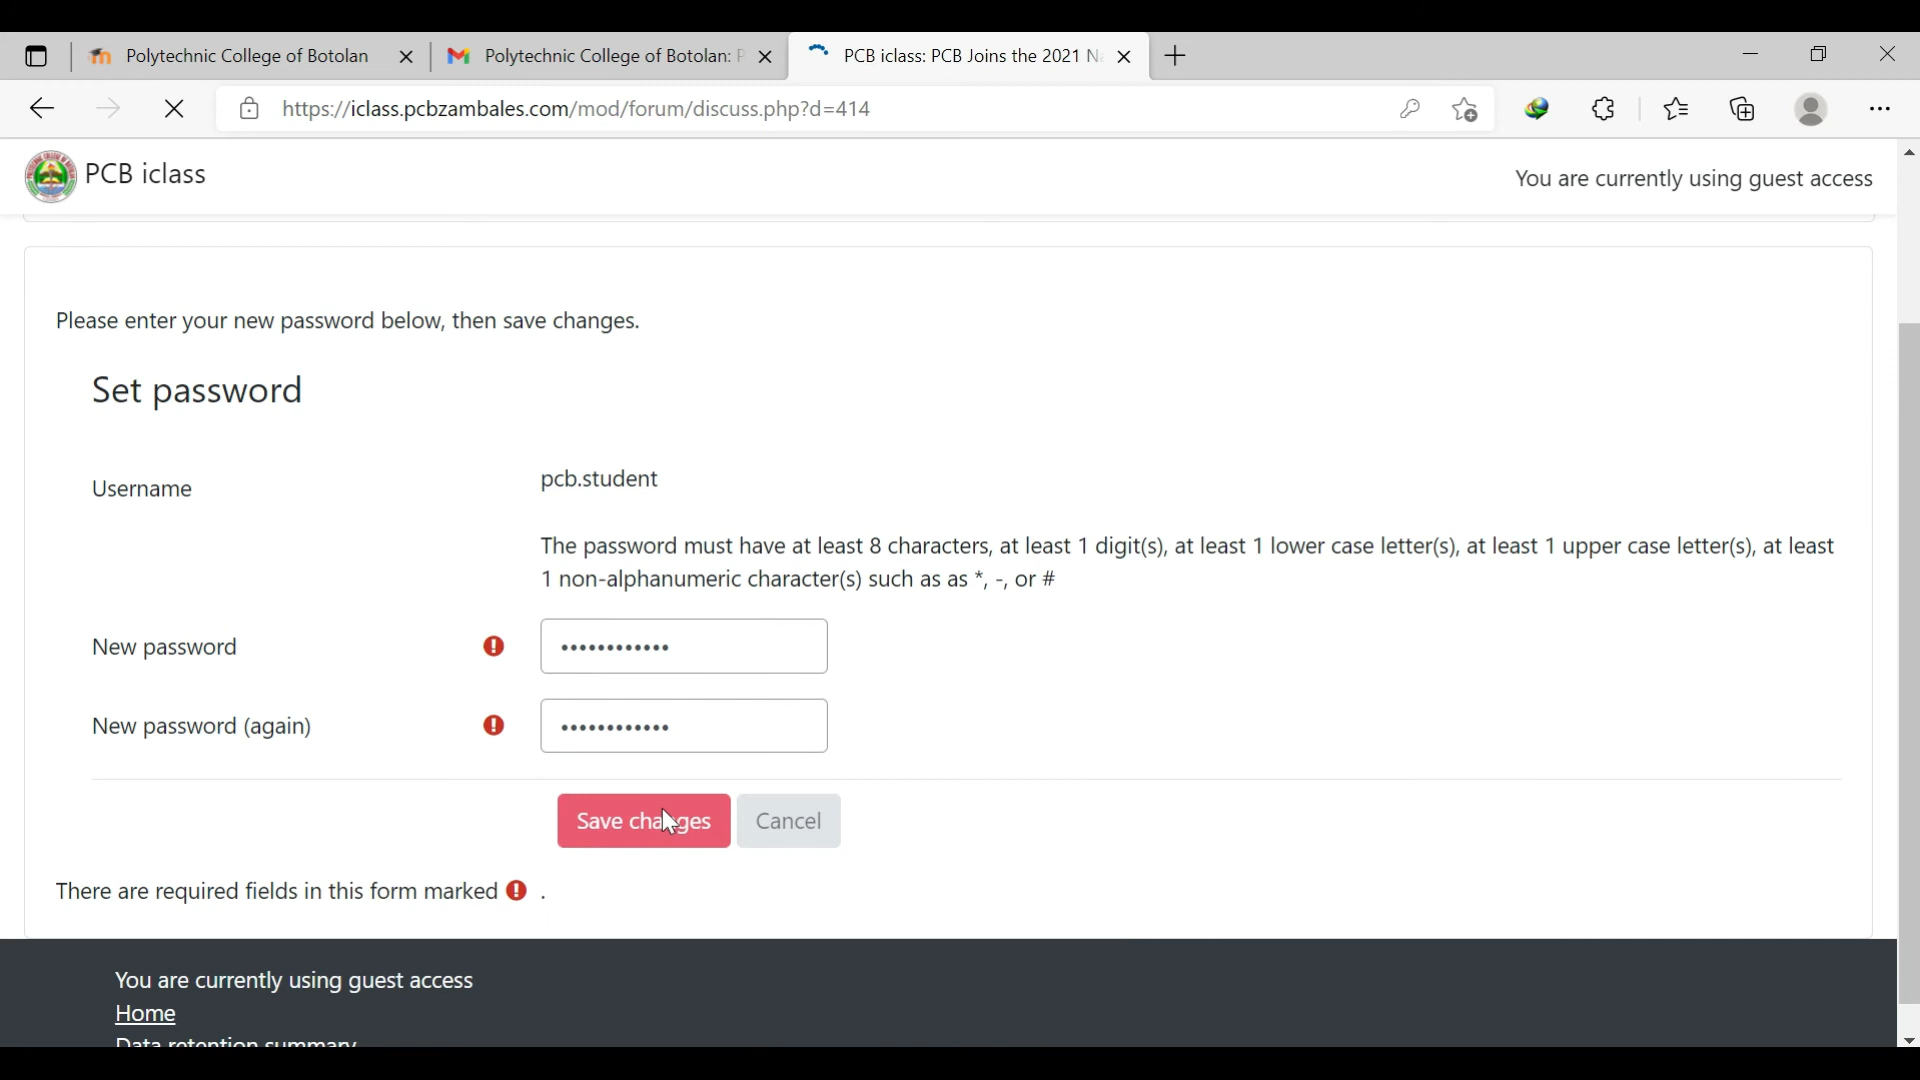 Polytechnic College of Botolan
Polytechnic College of Botolan: P
PCB iclass: PCB Joins the 2021 Na
https://iclass.pcbzambales.com/mod/forum/discuss.php?d=414
PCB iclass
You are currently using guest access
Please enter your new password below, then save changes.
Set password
Username
pcb.student
The password must have at least 8 characters, at least 1 digit(s), at least 1 lower case letter(s), at least 1 upper case letter(s), at least
1 non-alphanumeric character(s) such as as *, -, or #
New password
••••••••••••
New password (again)
••••••••••••
Save changes
Cancel
There are required fields in this form marked .
You are currently using guest access
Home
Data retention summary